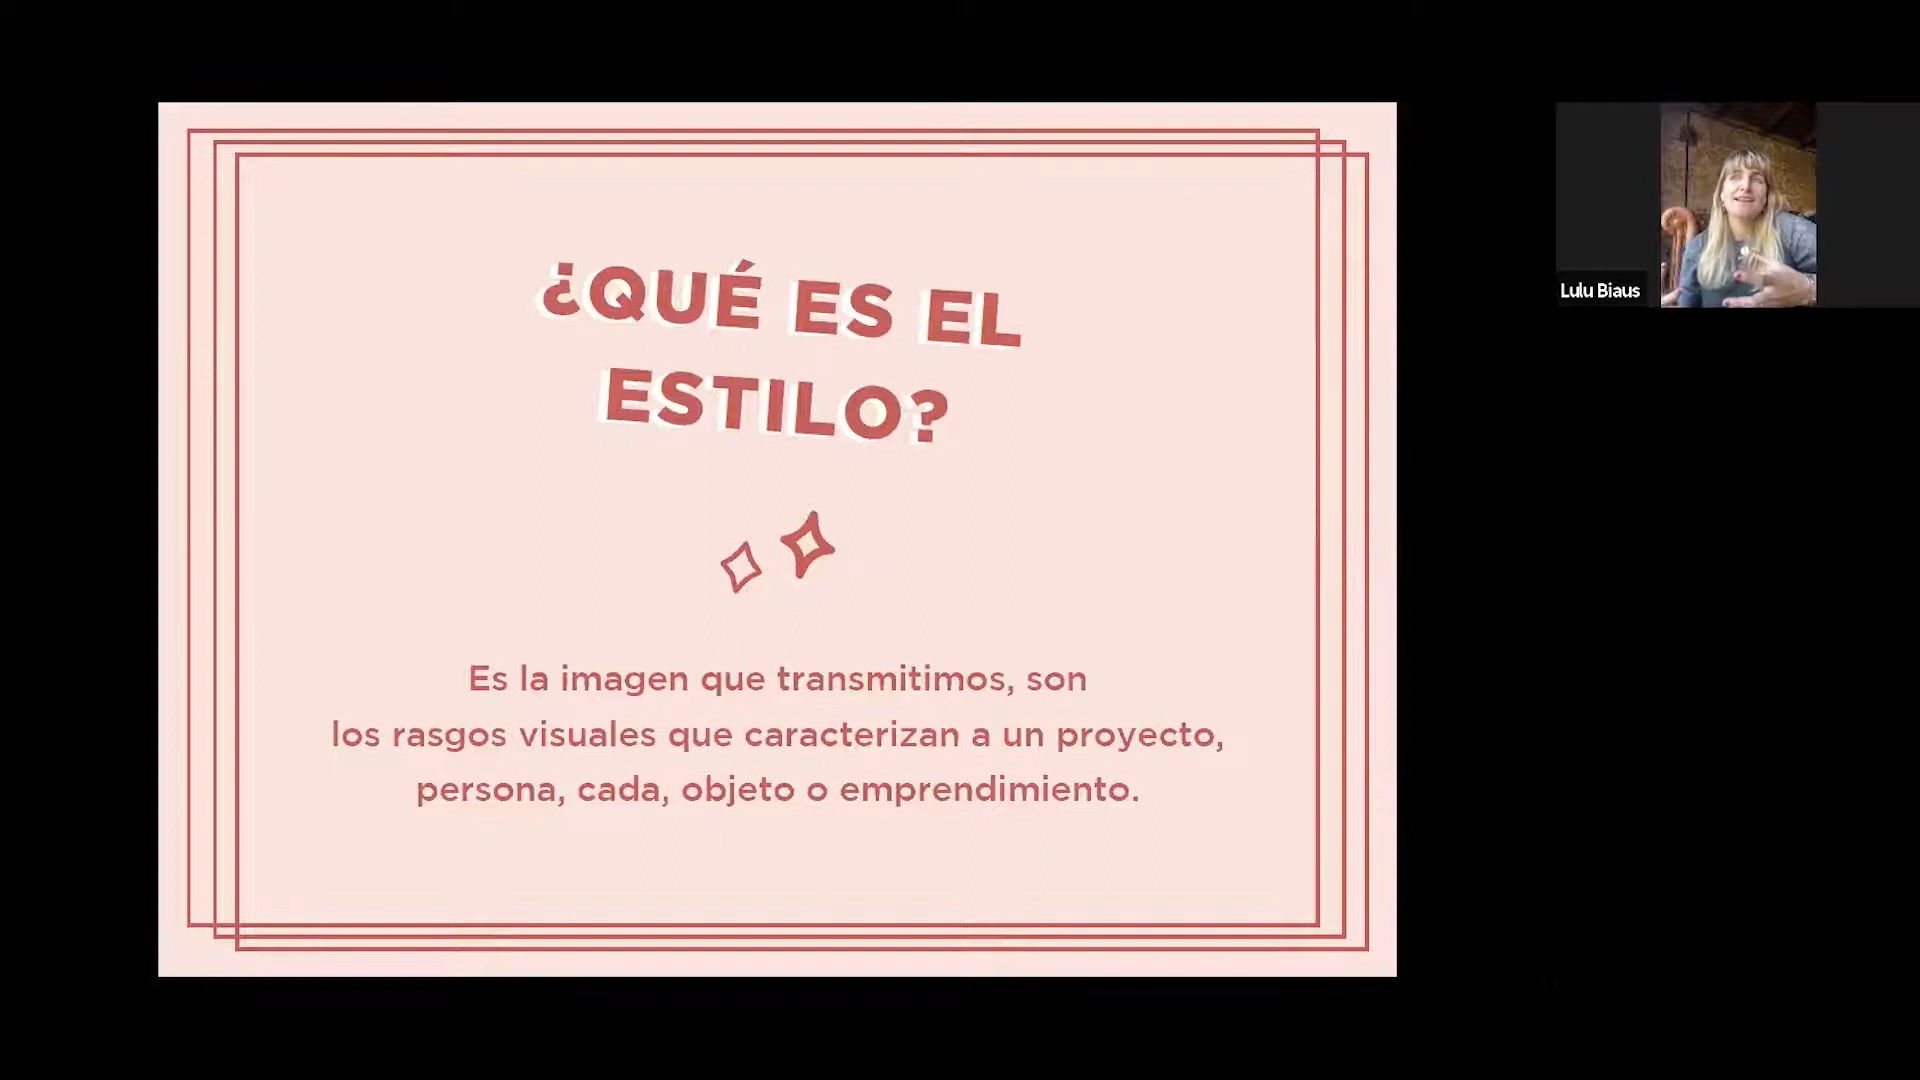 ¿QUÉ ES EL
ESTILO?
Es la imagen que transmitimos, son
los rasgos visuales que caracterizan a un proyecto,
persona, cada, objeto o emprendimiento.
Lulu Biaus